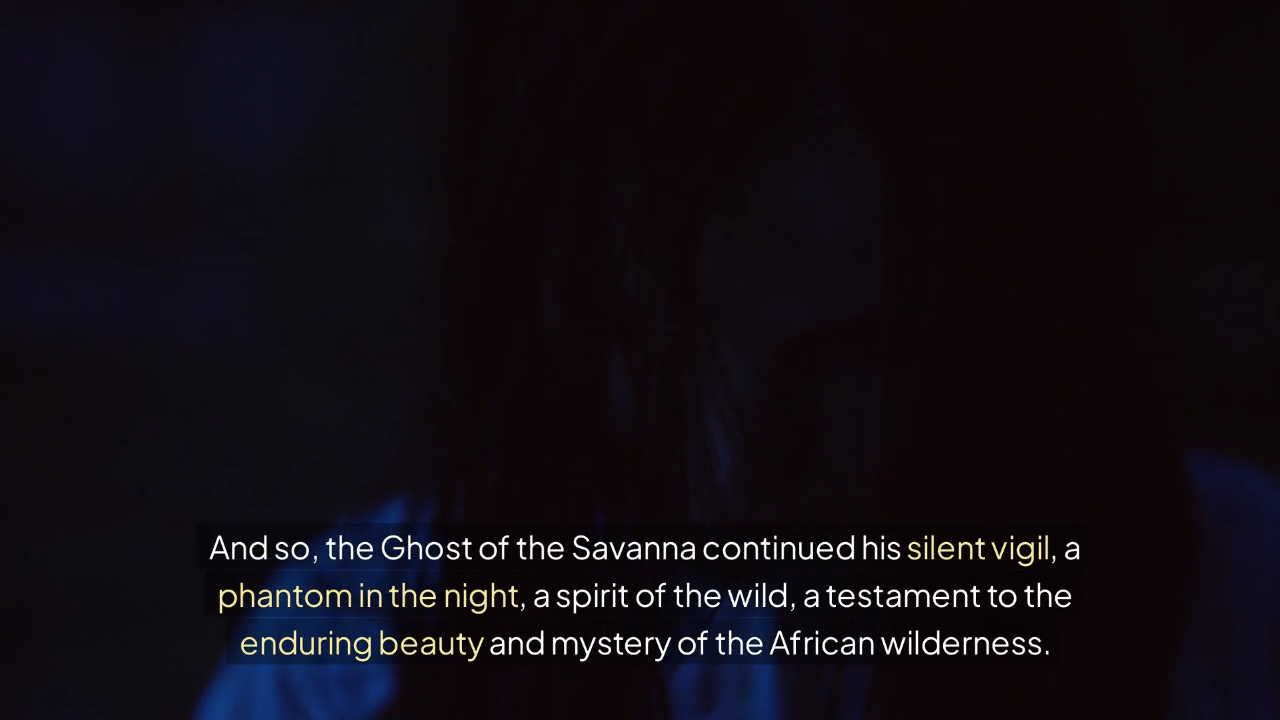 And so, the Ghost of the Savanna continued his silent vigil, a
phantom in the night, a spirit of the wild, a testament to the
enduring beauty and mystery of the African wilderness.